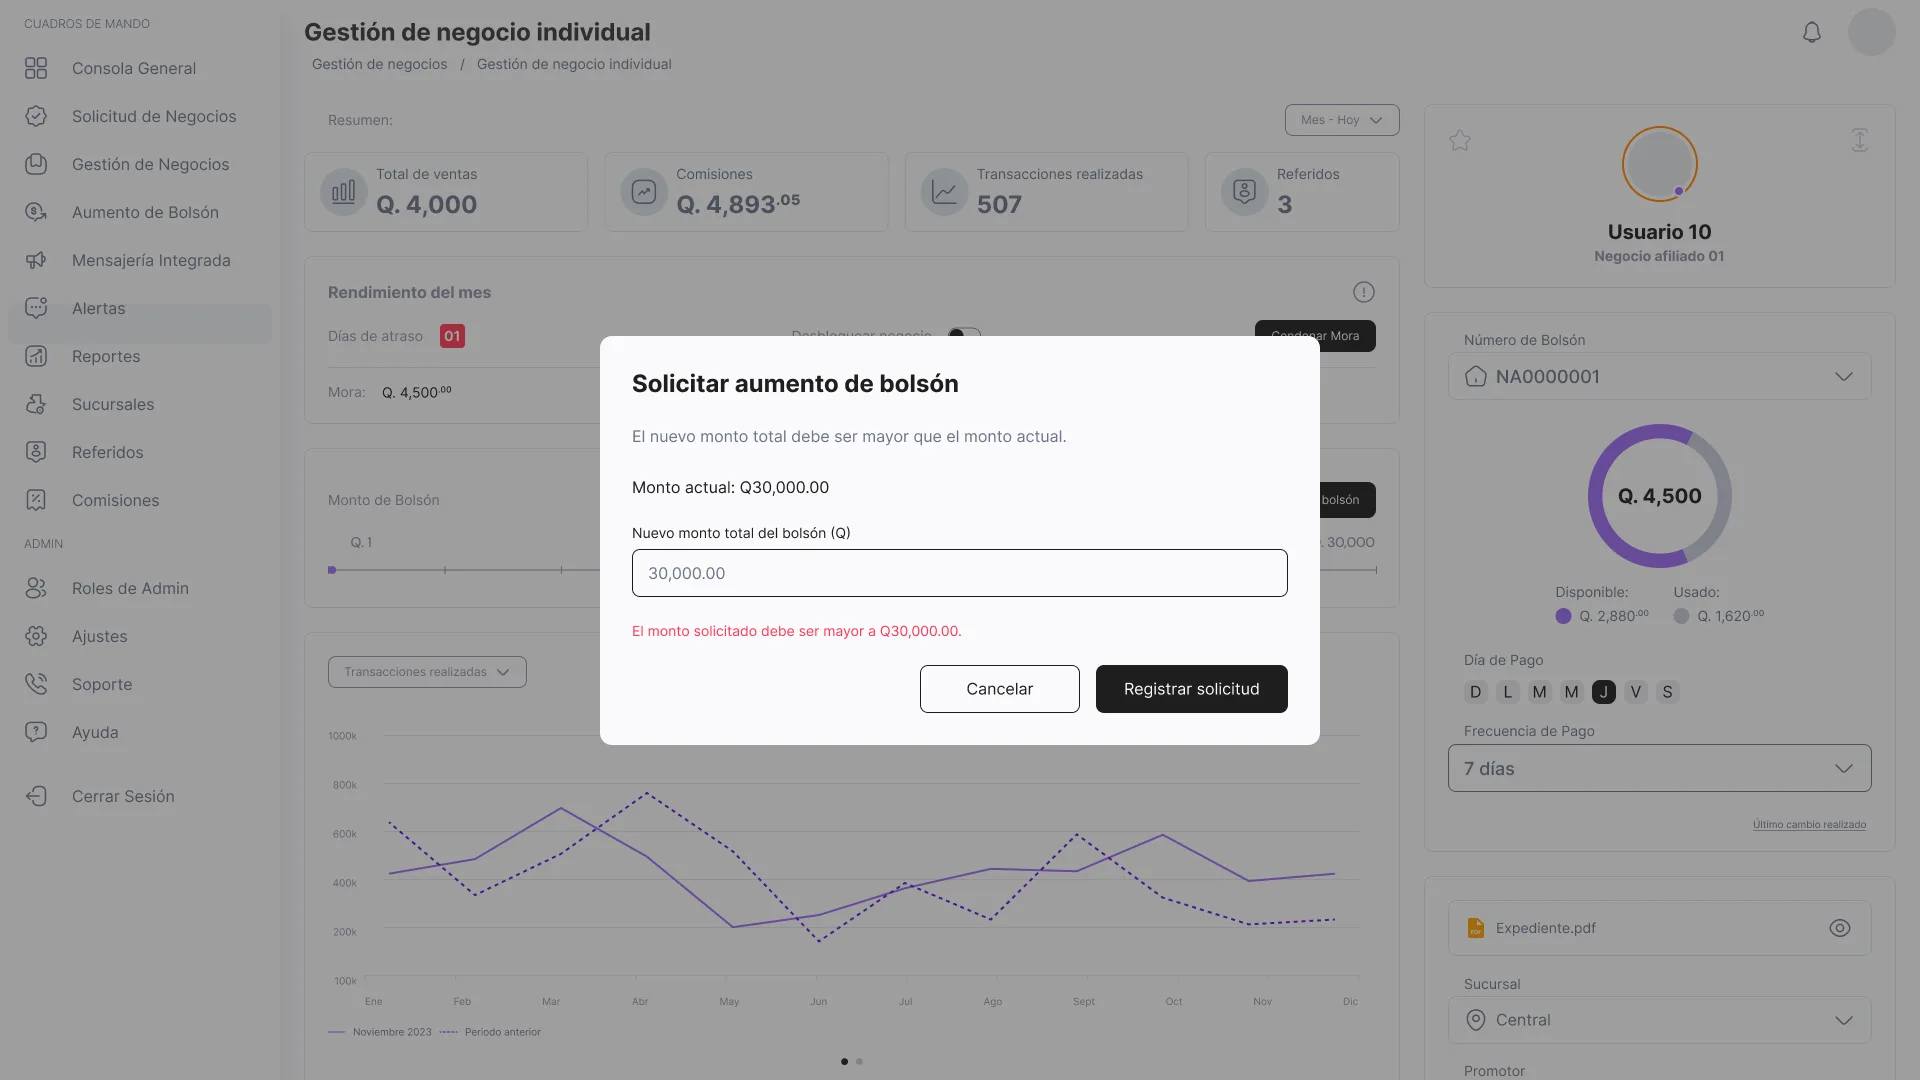 CUADROS DE MANDO
Consola General
Solicitud de Negocios
Gestión de Negocios
Aumento de Bolsón
Mensajería Integrada
Alertas
Reportes
Sucursales
Referidos
Comisiones
ADMIN
Roles de Admin
Ajustes
Soporte
Ayuda
Cerrar Sesión
Gestión de negocio individual
Gestión de negocios / Gestión de negocio individual
Resumen:
Mes - Hoy
Total de ventas
Q. 4,000
Comisiones
Q. 4,893.05
Transacciones realizadas
507
Referidos
3
Rendimiento del mes
Días de atraso 01
Desbloquear negocio
Condonar Mora
Mora: Q. 4,500.00
Monto de Bolsón
bolsón
Q. 1
. 30,000
Solicitar aumento de bolsón
El nuevo monto total debe ser mayor que el monto actual.
Monto actual: Q30,000.00
Nuevo monto total del bolsón (Q)
30,000.00
El monto solicitado debe ser mayor a Q30,000.00.
Cancelar
Registrar solicitud
Transacciones realizadas
1000k
800k
600k
400k
200k
100k
Ene Feb Mar Abr May Jun Jul Ago Sept Oct Nov Dic
Noviembre 2023 Periodo anterior
Usuario 10
Negocio afiliado 01
Número de Bolsón
NA0000001
Q. 4,500
Disponible: Usado:
Q. 2,880.00 Q. 1,620.00
Día de Pago
D L M M J V S
Frecuencia de Pago
7 días
Último cambio realizado
PDF
Expediente.pdf
Sucursal
Central
Promotor